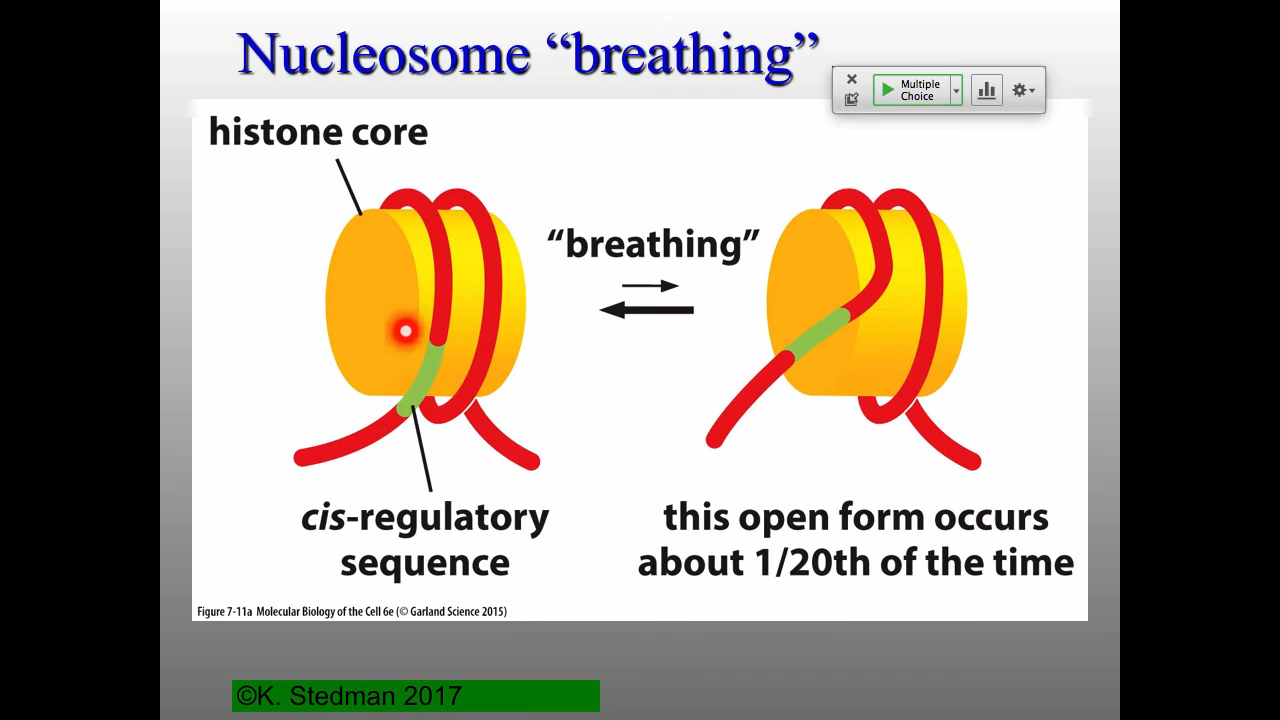 Nucleosome “breathing”
Multiple
Choice
histone core
“breathing”
cis-regulatory
sequence
this open form occurs
about 1/20th of the time
Figure 7-11a Molecular Biology of the Cell 6e (© Garland Science 2015)
©K. Stedman 2017